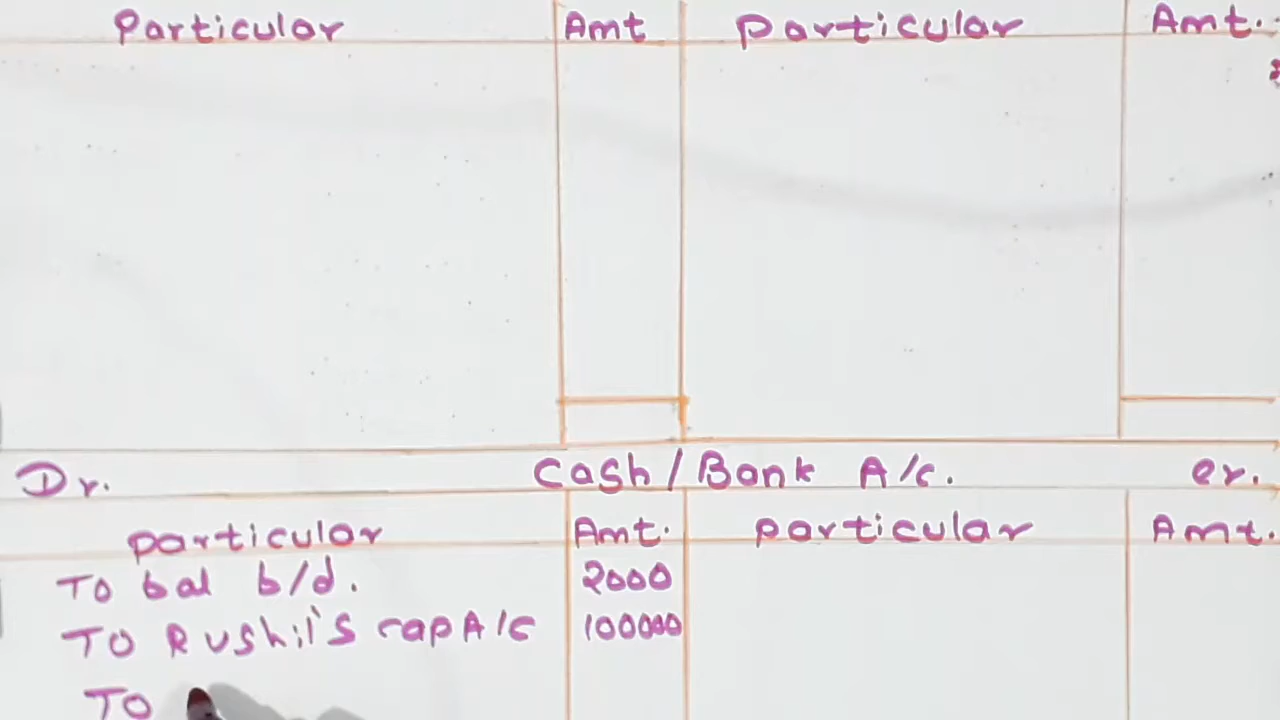 Particular Amt Particular Amt.
Dr. Cash/Bank A/c. cr.
particular Amt. particular Amt.
To bal b/d. 2000
To Rushil's cap A/c 100000
To